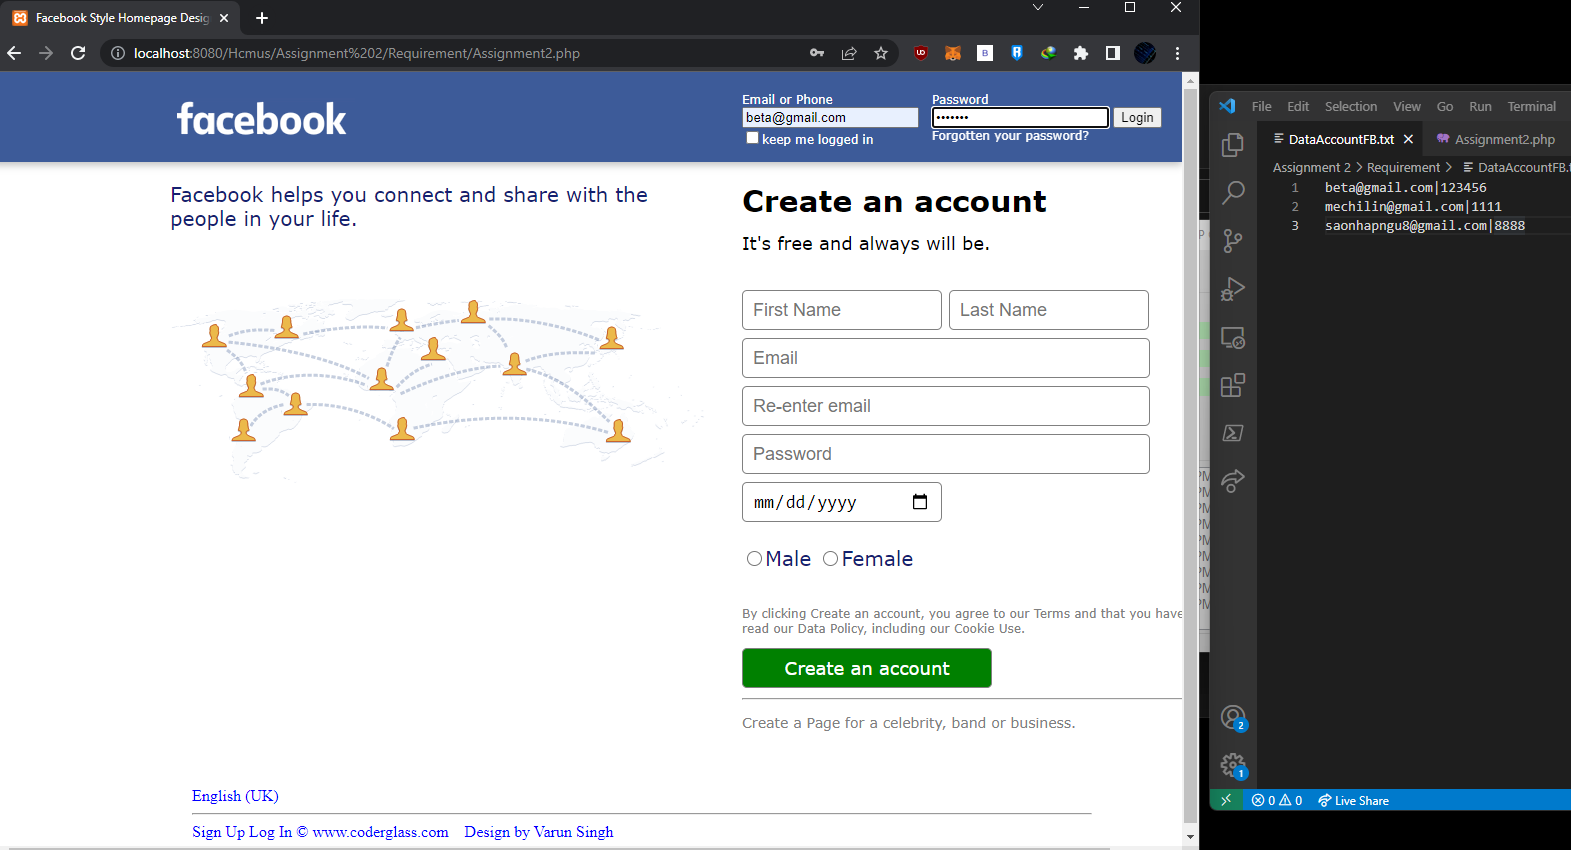 Facebook Style Homepage Desig
localhost:8080/Hcmus/Assignment%202/Requirement/Assignment2.php
facebook
Email or Phone
Password
beta@gmail.com
•••••••
Login
keep me logged in
Forgotten your password?
Facebook helps you connect and share with the
people in your life.
Create an account
It's free and always will be.
First Name
Last Name
Email
Re-enter email
Password
mm/dd/yyyy
Male
Female
By clicking Create an account, you agree to our Terms and that you have
read our Data Policy, including our Cookie Use.
Create an account
Create a Page for a celebrity, band or business.
English (UK)
Sign Up Log In © www.coderglass.com Design by Varun Singh
File Edit Selection View Go Run Terminal
DataAccountFB.txt
Assignment2.php
Assignment 2 > Requirement > DataAccountFB.t
1 beta@gmail.com|123456
2 mechilin@gmail.com|1111
3 saonhapngu8@gmail.com|8888
2
1
0 0 Live Share